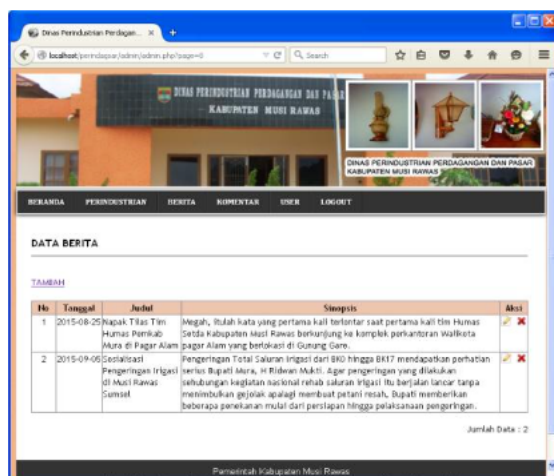 Dinas Perindustrian Perdagan...
localhost/perindagsar/admin/admin.php?page=8
Search
DINAS PERINDUSTRIAN PERDAGANGAN DAN PASAR
KABUPATEN MUSI RAWAS
DINAS PERINDUSTRIAN PERDAGANGAN DAN PASAR
KABUPATEN MUSI RAWAS
BERANDA PERINDUSTRIAN BERITA KOMENTAR USER LOGOUT
DATA BERITA
TAMBAH
No Tanggal Judul Sinopsis Aksi
1 2015-08-25 Napak Tilas Tim Megah, itulah kata yang pertama kali terlontar saat pertama kali tim Humas
Humas Pemkab Setda Kabupaten Musi Rawas berkunjung ke komplek perkantoran Walikota
Mura di Pagar Alam pagar Alam yang berlokasi di Gunung Gare.
2 2015-09-05 Sosialisasi Pengeringan Total Saluran Irigasi dari BK0 hingga BK17 mendapatkan perhatian
Pengeringan Irigasi serius Bupati Mura, H Ridwan Mukti. Agar pengeringan yang dilakukan
di Musi Rawas sehubungan kegiatan nasional rehab saluran irigasi itu berjalan lancar tanpa
Sumsel menimbulkan gejolak apalagi membuat petani resah, Bupati memberikan
beberapa penekanan mulai dari persiapan hingga pelaksanaan pengeringan.
Jumlah Data : 2
Pemerintah Kabupaten Musi Rawas